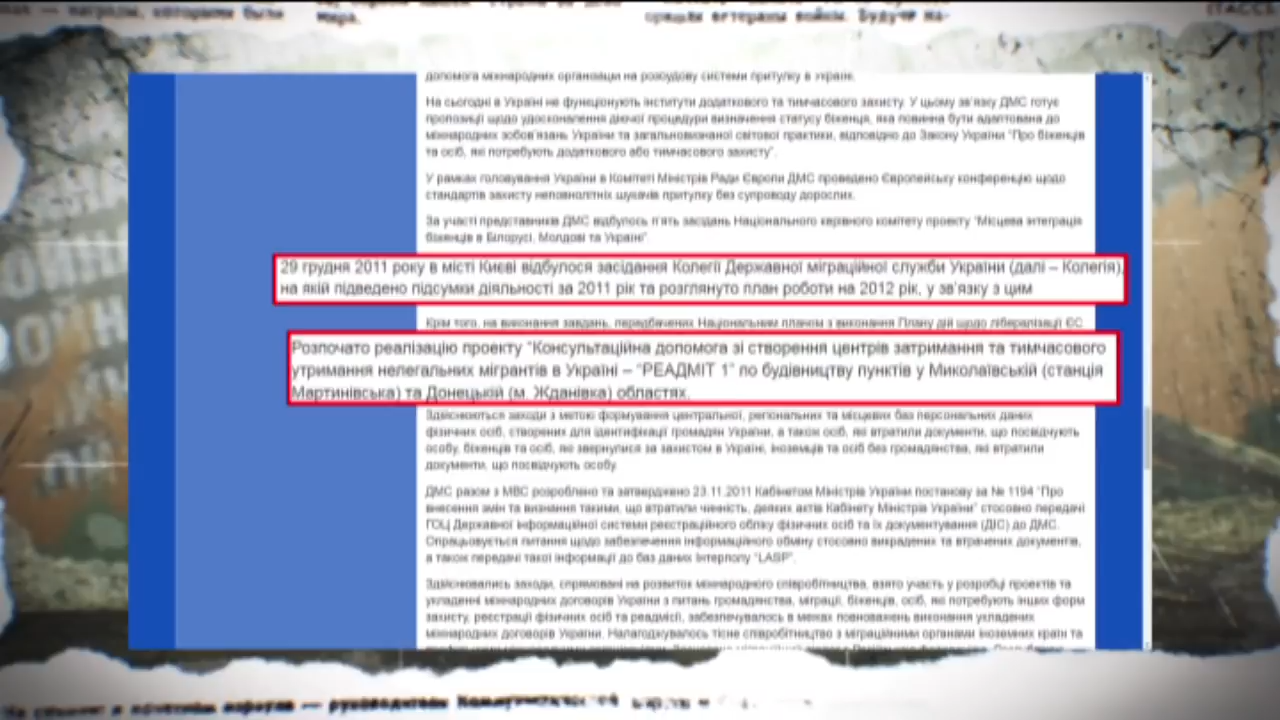 мира.
(ТАСС
допомога міжнародних організацій на розбудову системи притулку в Україні.
На сьогодні в Україні не функціонують інститути додаткового та тимчасового захисту. У цьому зв'язку ДМС готує
пропозиції щодо удосконалення діючої процедури визначення статусу біженця, яка повинна бути адаптована до
міжнародних зобов'язань України та загальновизнаної світової практики, відповідно до Закону України "Про біженців
та осіб, які потребують додаткового або тимчасового захисту".
У рамках головування України в Комітеті Міністрів Ради Європи ДМС проведено Європейську конференцію щодо
стандартів захисту неповнолітніх шукачів притулку без супроводу дорослих.
За участі представників ДМС відбулось п'ять засідань Національного керівного комітету проекту "Місцева інтеграція
біженців в Білорусі, Молдові та Україні"
29 грудня 2011 року в місті Києві відбулося засідання Колегії Державної міграційної служби України (далі – Колегія),
на якій підведено підсумки діяльності за 2011 рік та розглянуто план роботи на 2012 рік, у зв'язку з цим
Крім того, на виконання завдань, передбачених Національним планом з виконання Плану дій щодо лібералізації ЄС
Розпочато реалізацію проекту "Консультаційна допомога зі створення центрів затримання та тимчасового
утримання нелегальних мігрантів в Україні – "РЕАДМІТ 1" по будівництву пунктів у Миколаївській (станція
Мартинівська) та Донецькій (м. Жданівка) областях.
Здійснюються заходи з метою формування центральної, регіональних та місцевих баз персональних даних
фізичних осіб, створених для ідентифікації громадян України, а також осіб, які втратили документи, що посвідчують
особу, біженців та осіб, які звернулися за захистом в Україні, іноземців та осіб без громадянства, які втратили
документи, що посвідчують особу
ДМС разом з МВС розроблено та затверджено 23.11.2011 Кабінетом Міністрів України постанову за № 1194 "Про
внесення змін та визнання такими, що втратили чинність, деяких актів Кабінету Міністрів України" стосовно передачі
ГОЦ Державної інформаційної системи реєстраційного обліку фізичних осіб та їх документування (ДІС) до ДМС.
Спрацьовується питання щодо забезпечення інформаційного обміну стосовно викрадених та втрачених документів,
а також передачі такої інформації до баз даних Інтерполу "LASP".
Здійснювались заходи, спрямовані на розвиток міжнародного співробітництва, взято участь у розробці проектів та
укладенні міжнародних договорів України з питань громадянства, міграції, біженців, осіб, які потребують інших форм
захисту, реєстрації фізичних осіб та реадмісії, забезпечувалось в межах повноважень виконання укладених
міжнародних договорів України. Налагоджувалось тісне співробітництво з міграційними органами іноземних країн та